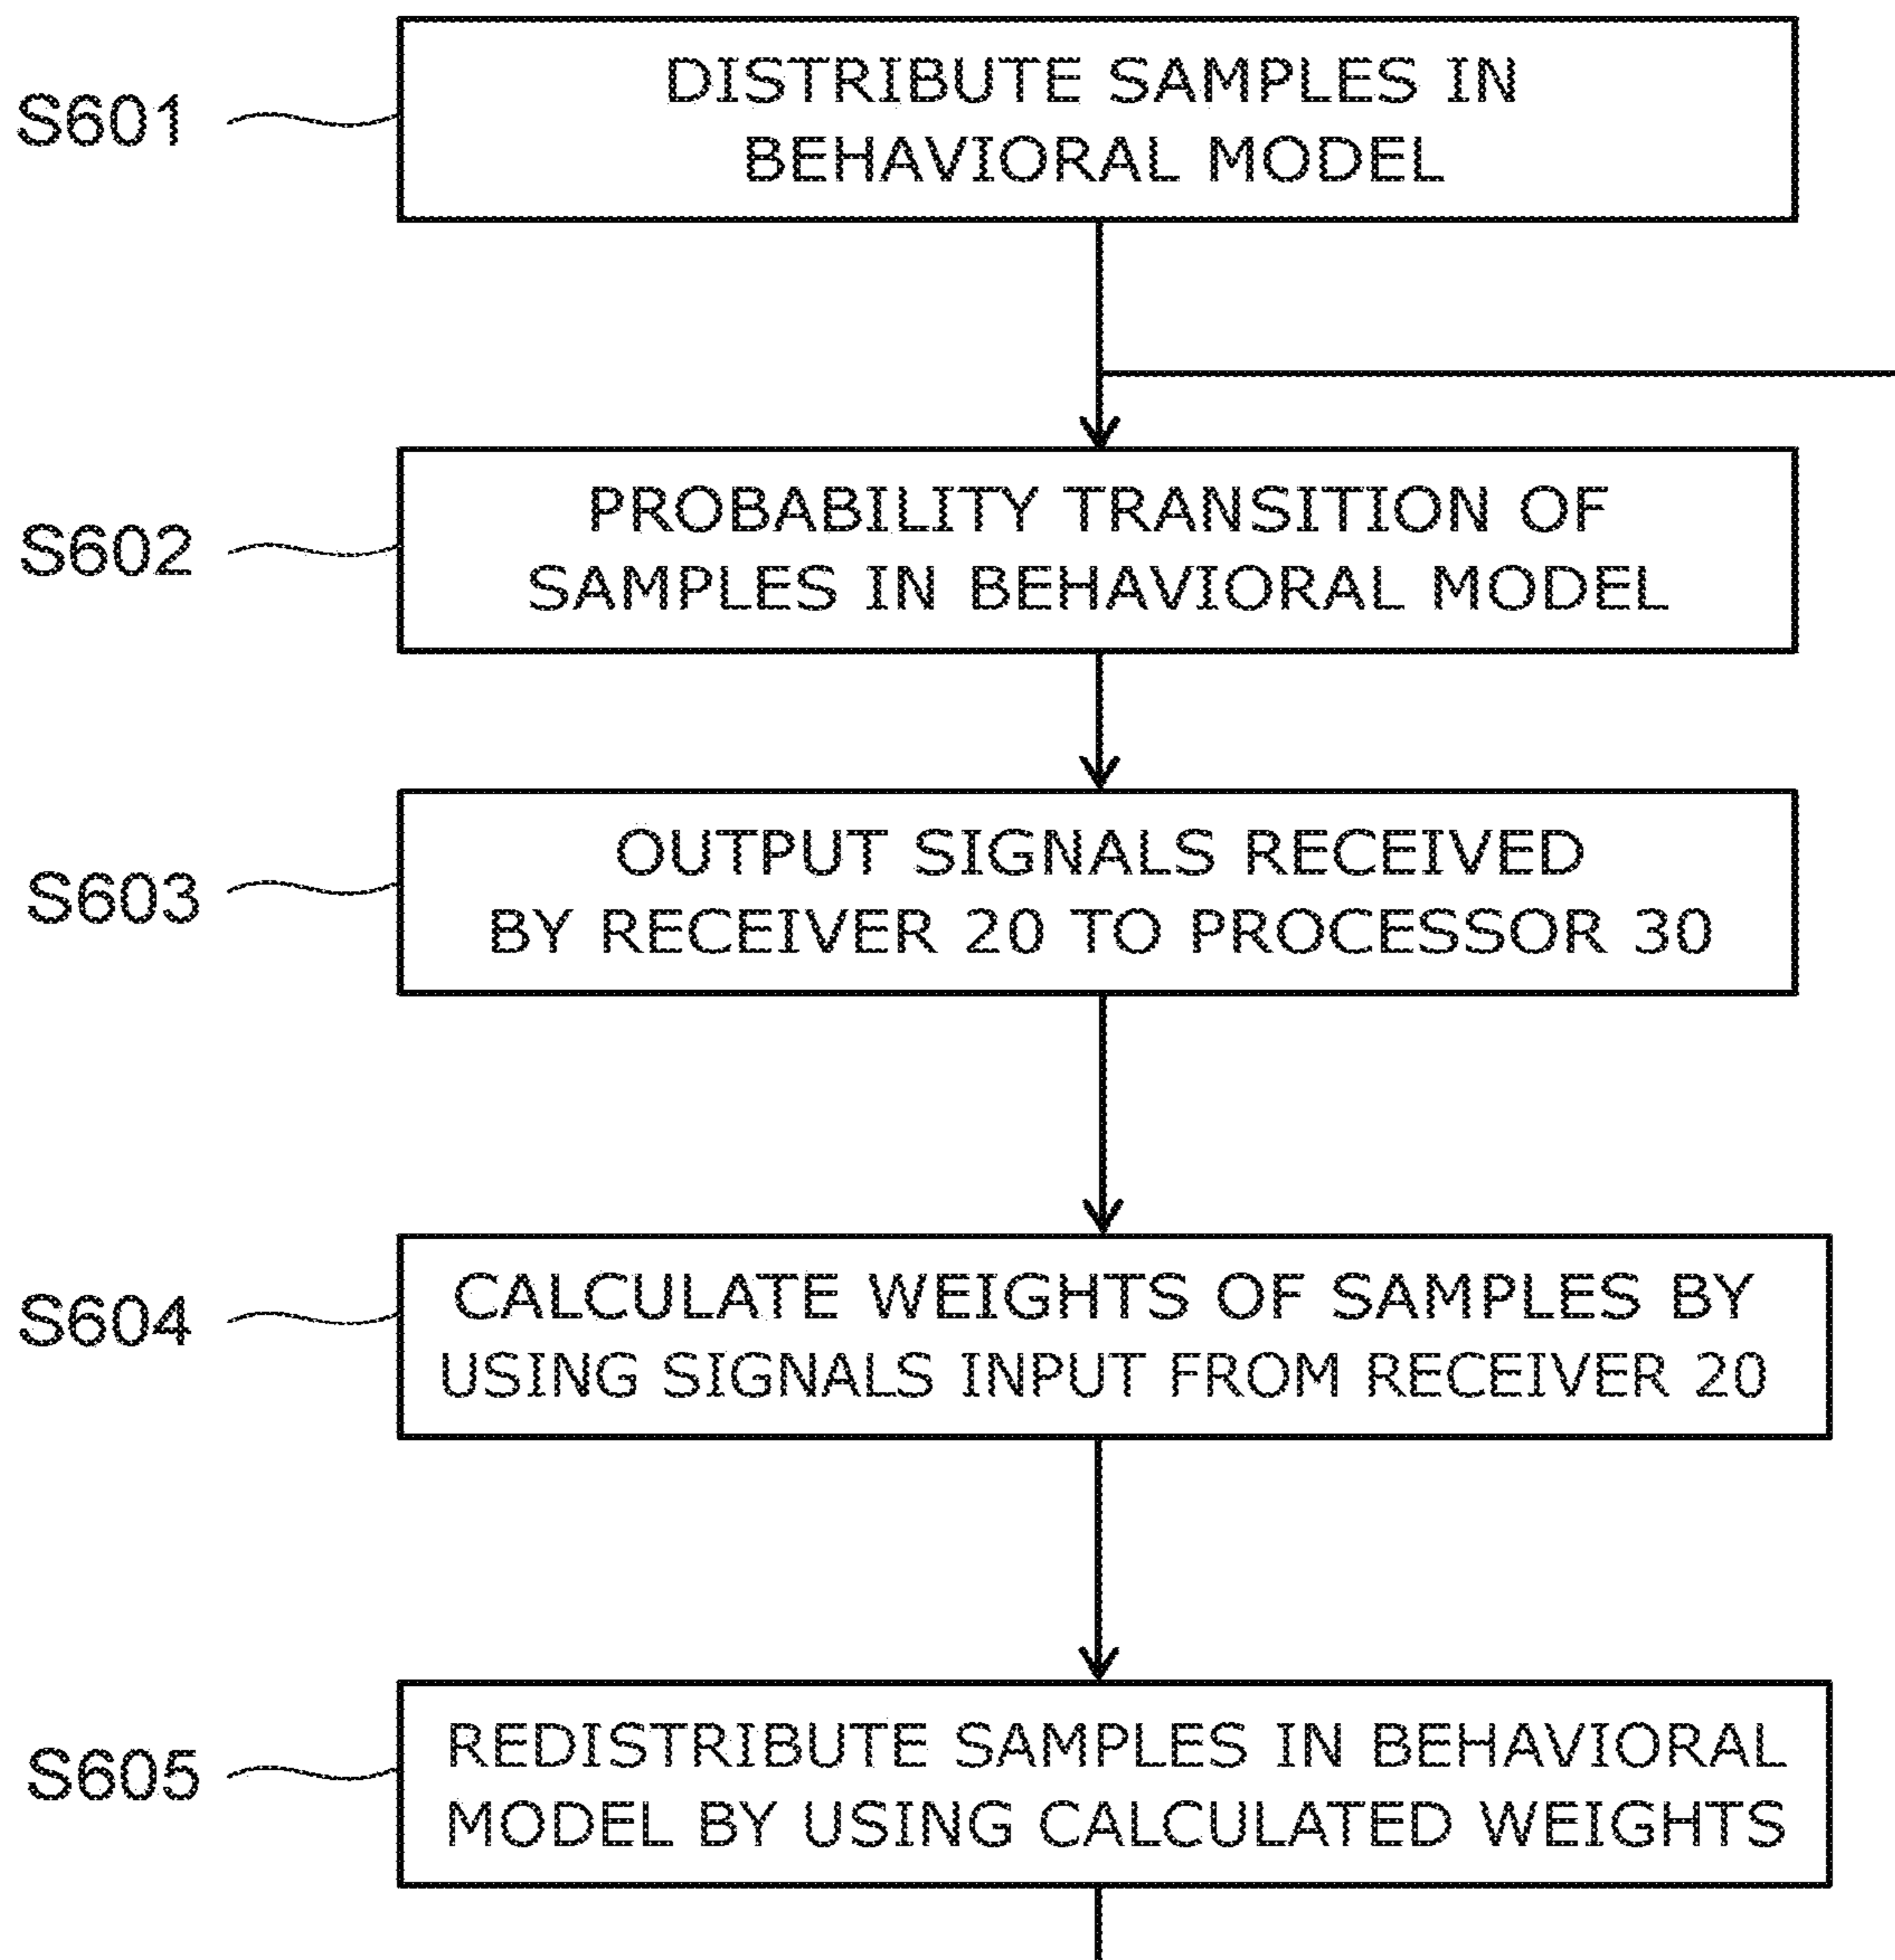 S601
DISTRIBUTE SAMPLES IN
BEHAVIORAL MODEL
S602
PROBABILITY TRANSITION OF
SAMPLES IN BEHAVIORAL MODEL
S603
OUTPUT SIGNALS RECEIVED
BY RECEIVER 20 TO PROCESSOR 30
S604
CALCULATE WEIGHTS OF SAMPLES BY
USING SIGNALS INPUT FROM RECEIVER 20
S605
REDISTRIBUTE SAMPLES IN BEHAVIORAL
MODEL BY USING CALCULATED WEIGHTS